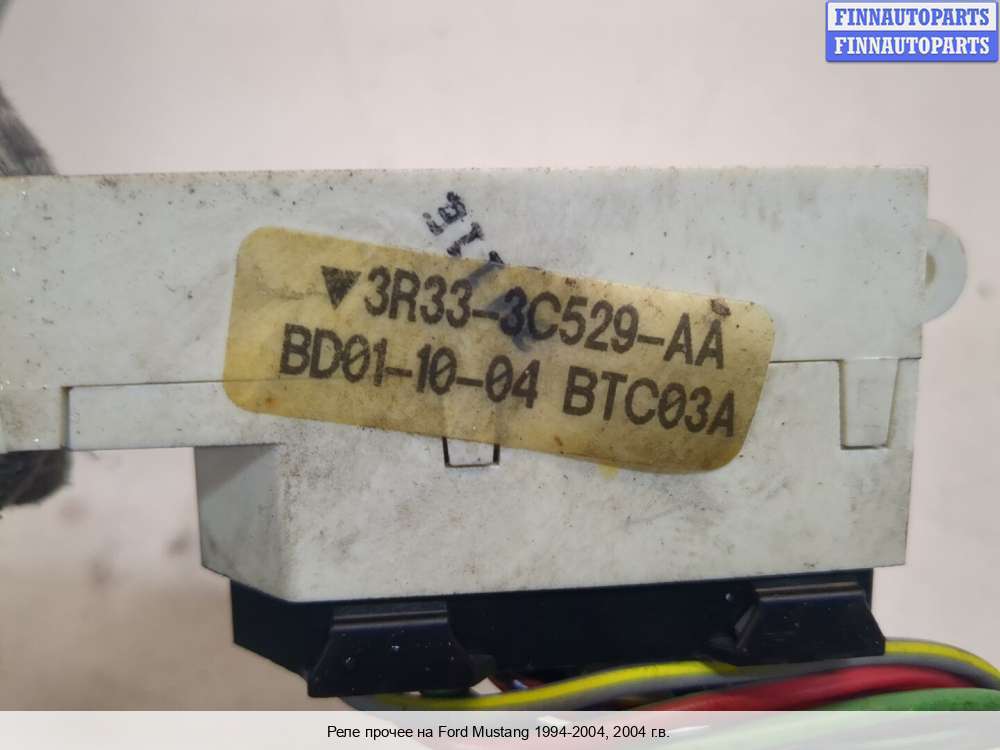 FINNAUTOPARTS
FINNAUTOPARTS
▼3R33-3C529-AA
BD01-10-04 BTC03A
Реле прочее на Ford Mustang 1994-2004, 2004 г.в.